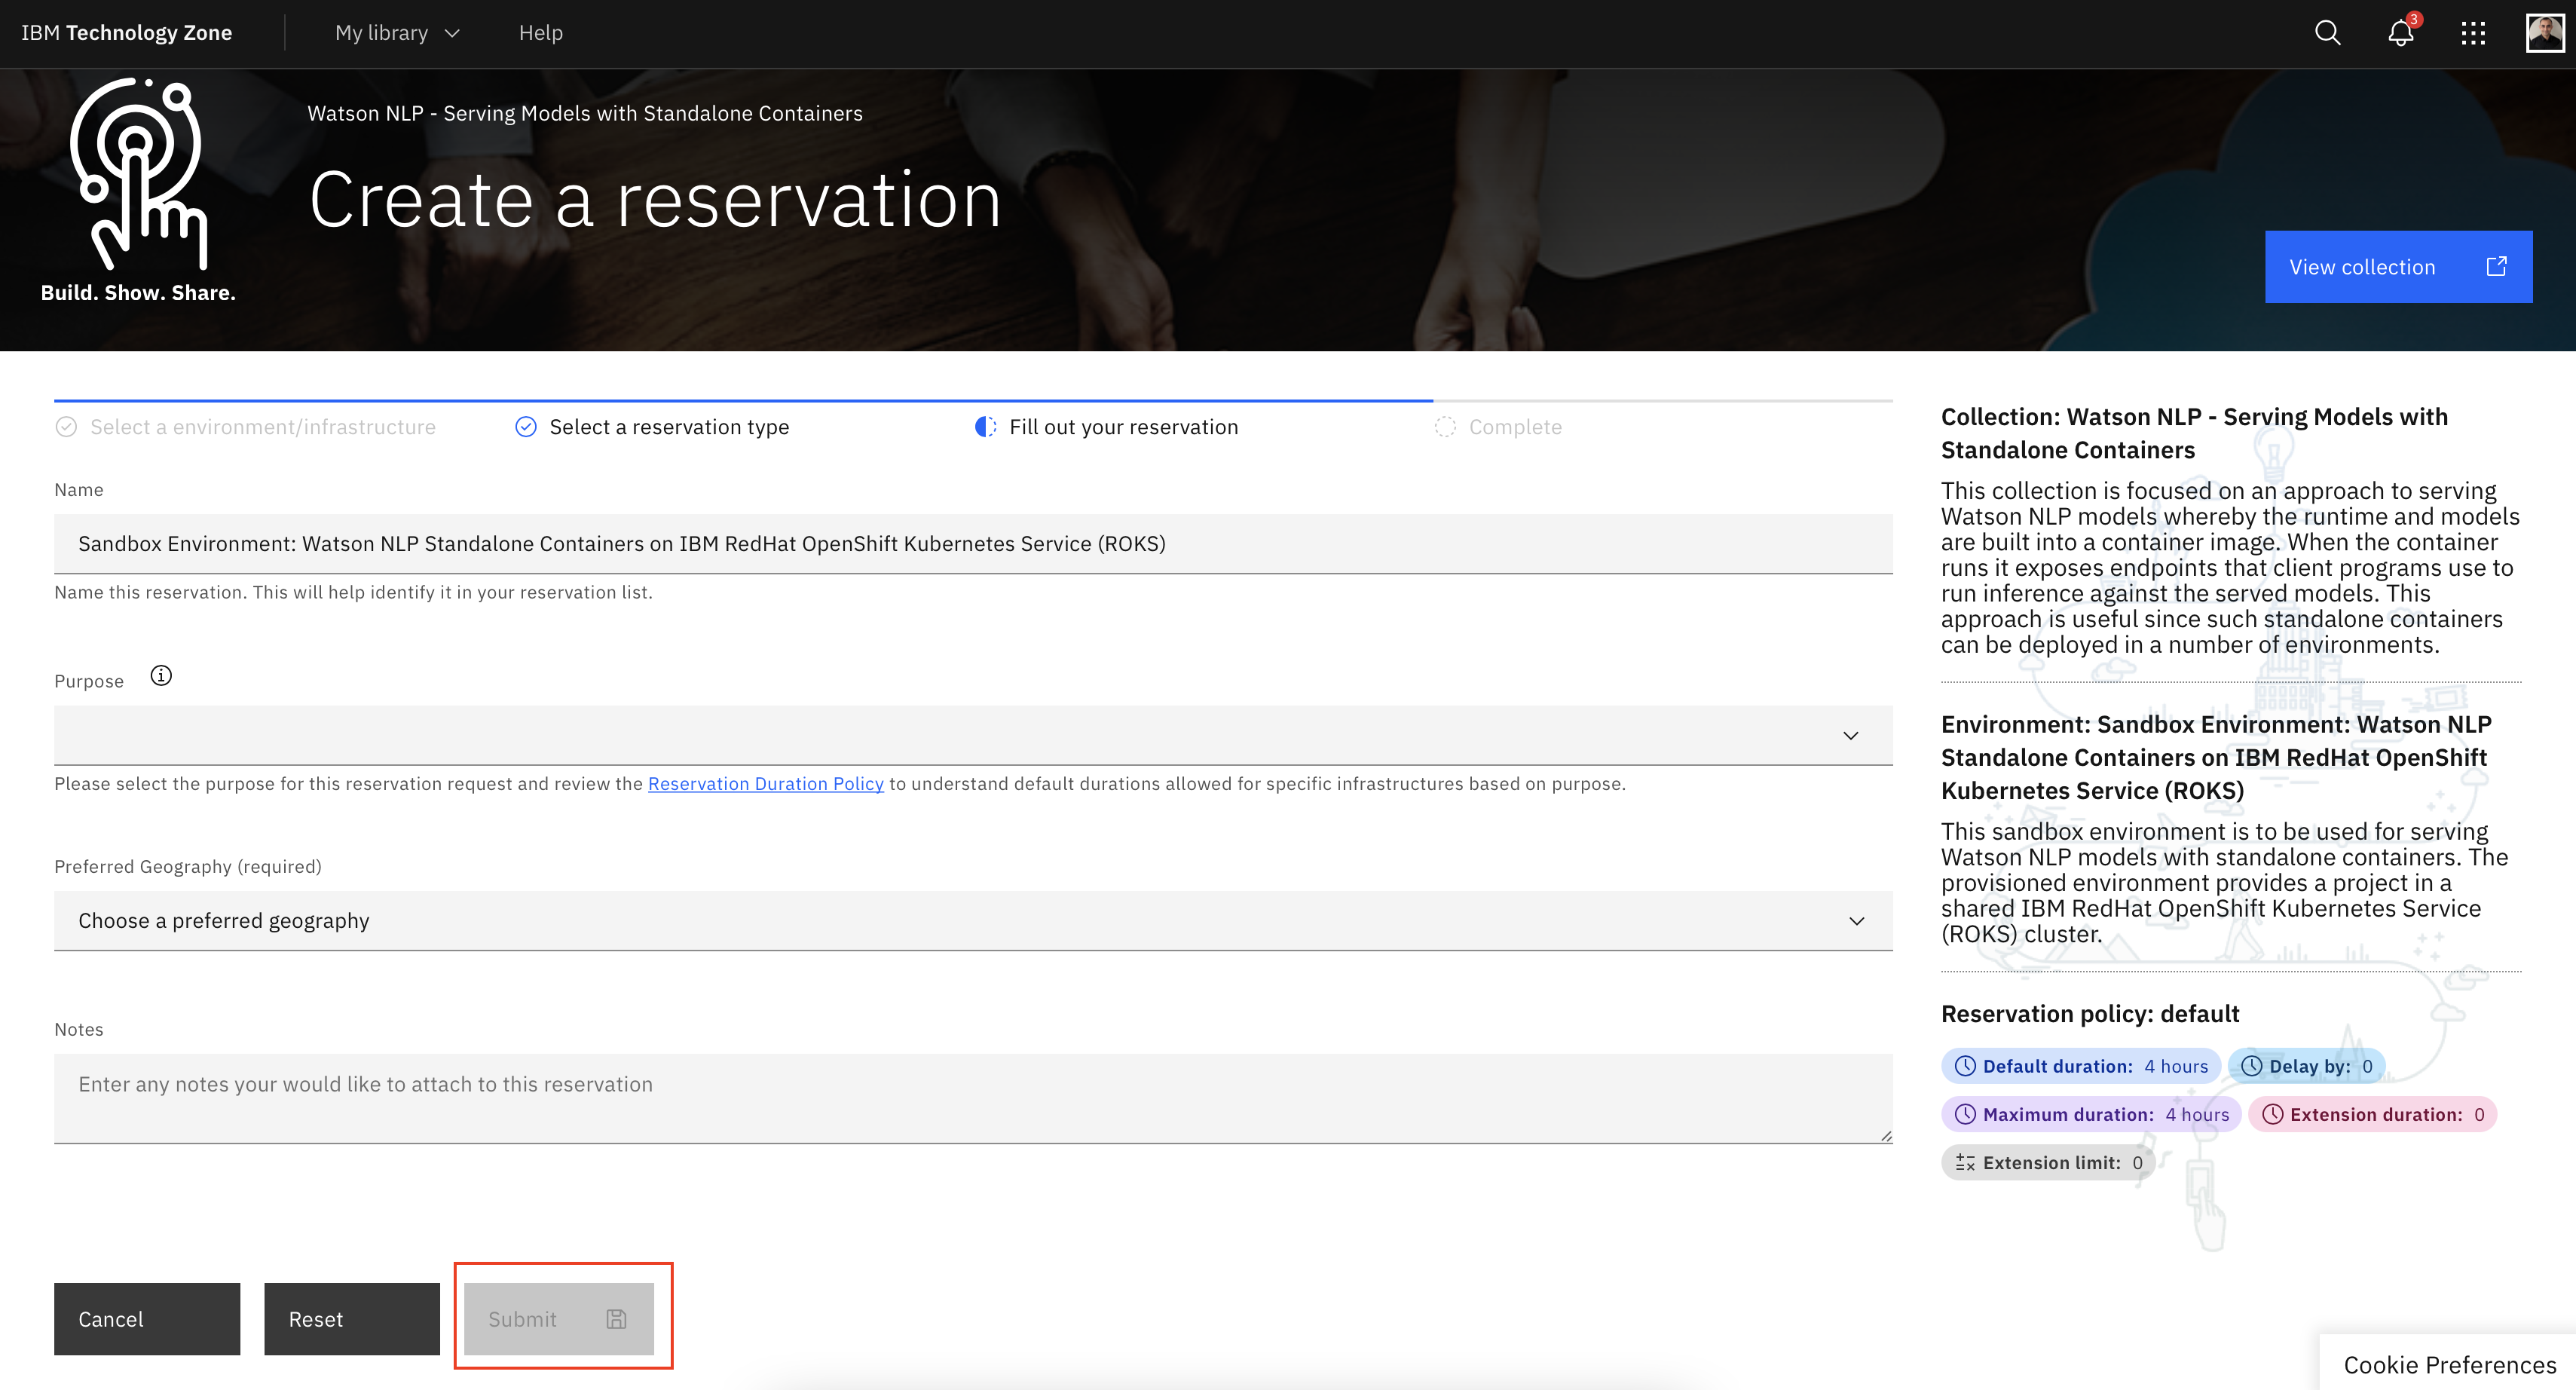 IBM Technology Zone
My library
Help
3
Watson NLP - Serving Models with Standalone Containers
Create a reservation
Build. Show. Share.
View collection
Select a environment/infrastructure
Select a reservation type
Fill out your reservation
Complete
Name
Sandbox Environment: Watson NLP Standalone Containers on IBM RedHat OpenShift Kubernetes Service (ROKS)
Name this reservation. This will help identify it in your reservation list.
Purpose
Please select the purpose for this reservation request and review the Reservation Duration Policy to understand default durations allowed for specific infrastructures based on purpose.
Preferred Geography (required)
Choose a preferred geography
Notes
Enter any notes your would like to attach to this reservation
Cancel
Reset
Submit
Collection: Watson NLP - Serving Models with
Standalone Containers
This collection is focused on an approach to serving
Watson NLP models whereby the runtime and models
are built into a container image. When the container
runs it exposes endpoints that client programs use to
run inference against the served models. This
approach is useful since such standalone containers
can be deployed in a number of environments.
Environment: Sandbox Environment: Watson NLP
Standalone Containers on IBM RedHat OpenShift
Kubernetes Service (ROKS)
This sandbox environment is to be used for serving
Watson NLP models with standalone containers. The
provisioned environment provides a project in a
shared IBM RedHat OpenShift Kubernetes Service
(ROKS) cluster.
Reservation policy: default
Default duration: 4 hours
Delay by: 0
Maximum duration: 4 hours
Extension duration: 0
Extension limit: 0
Cookie Preferences